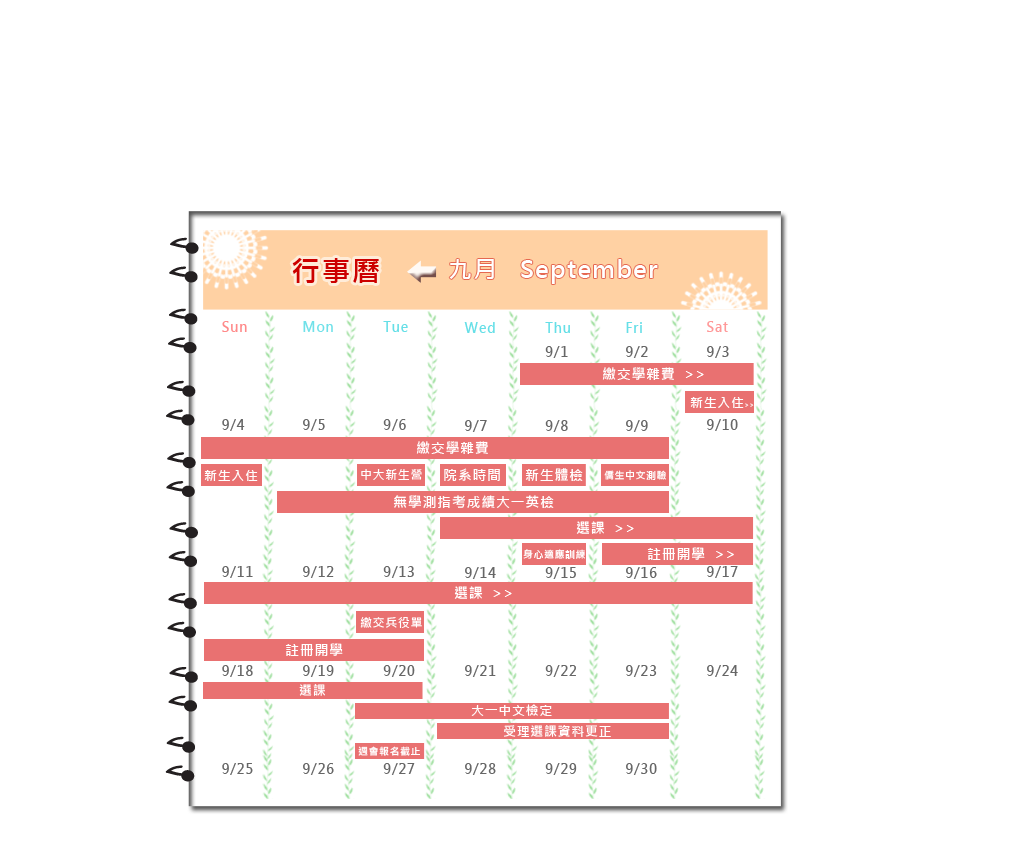 行事曆 九月 September
Sun Mon Tue Wed Thu Fri Sat
9/1 9/2 9/3
繳交學雜費 >>
新生入住>>
9/4 9/5 9/6 9/7 9/8 9/9 9/10
繳交學雜費
新生入住 中大新生營 院系時間 新生體檢 僑生中文測驗
無學測指考成績大一英檢
選課 >>
身心適應訓練 註冊開學 >>
9/11 9/12 9/13 9/14 9/15 9/16 9/17
選課 >>
繳交兵役單
註冊開學
9/18 9/19 9/20 9/21 9/22 9/23 9/24
選課
大一中文檢定
受理選課資料更正
週會報名截止
9/25 9/26 9/27 9/28 9/29 9/30